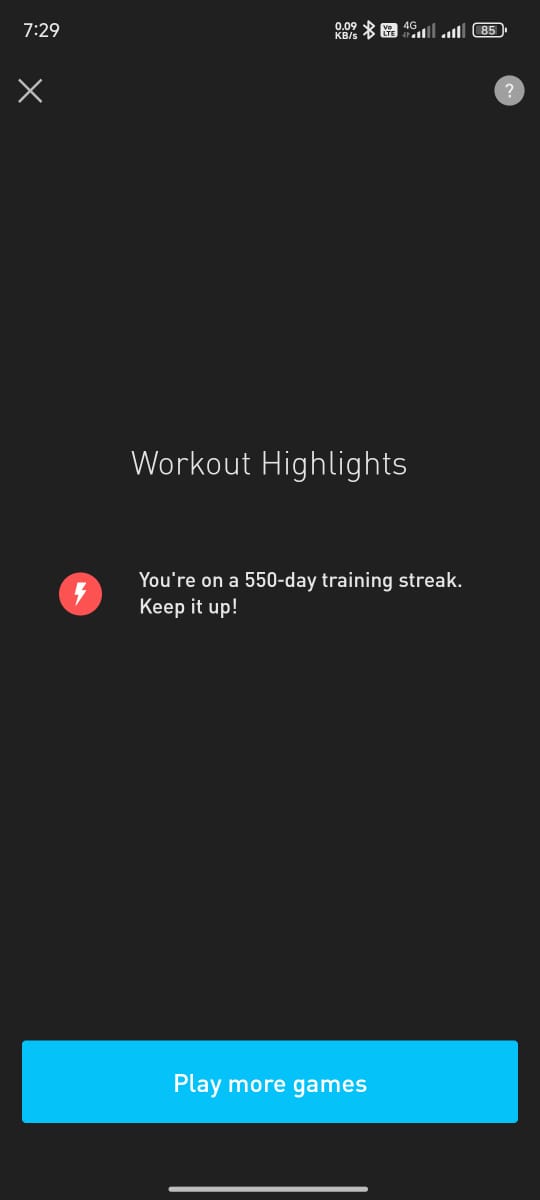 7:29
0.09
KB/s
Vo
LTE
4G
85
?
Workout Highlights
You're on a 550-day training streak.
Keep it up!
Play more games